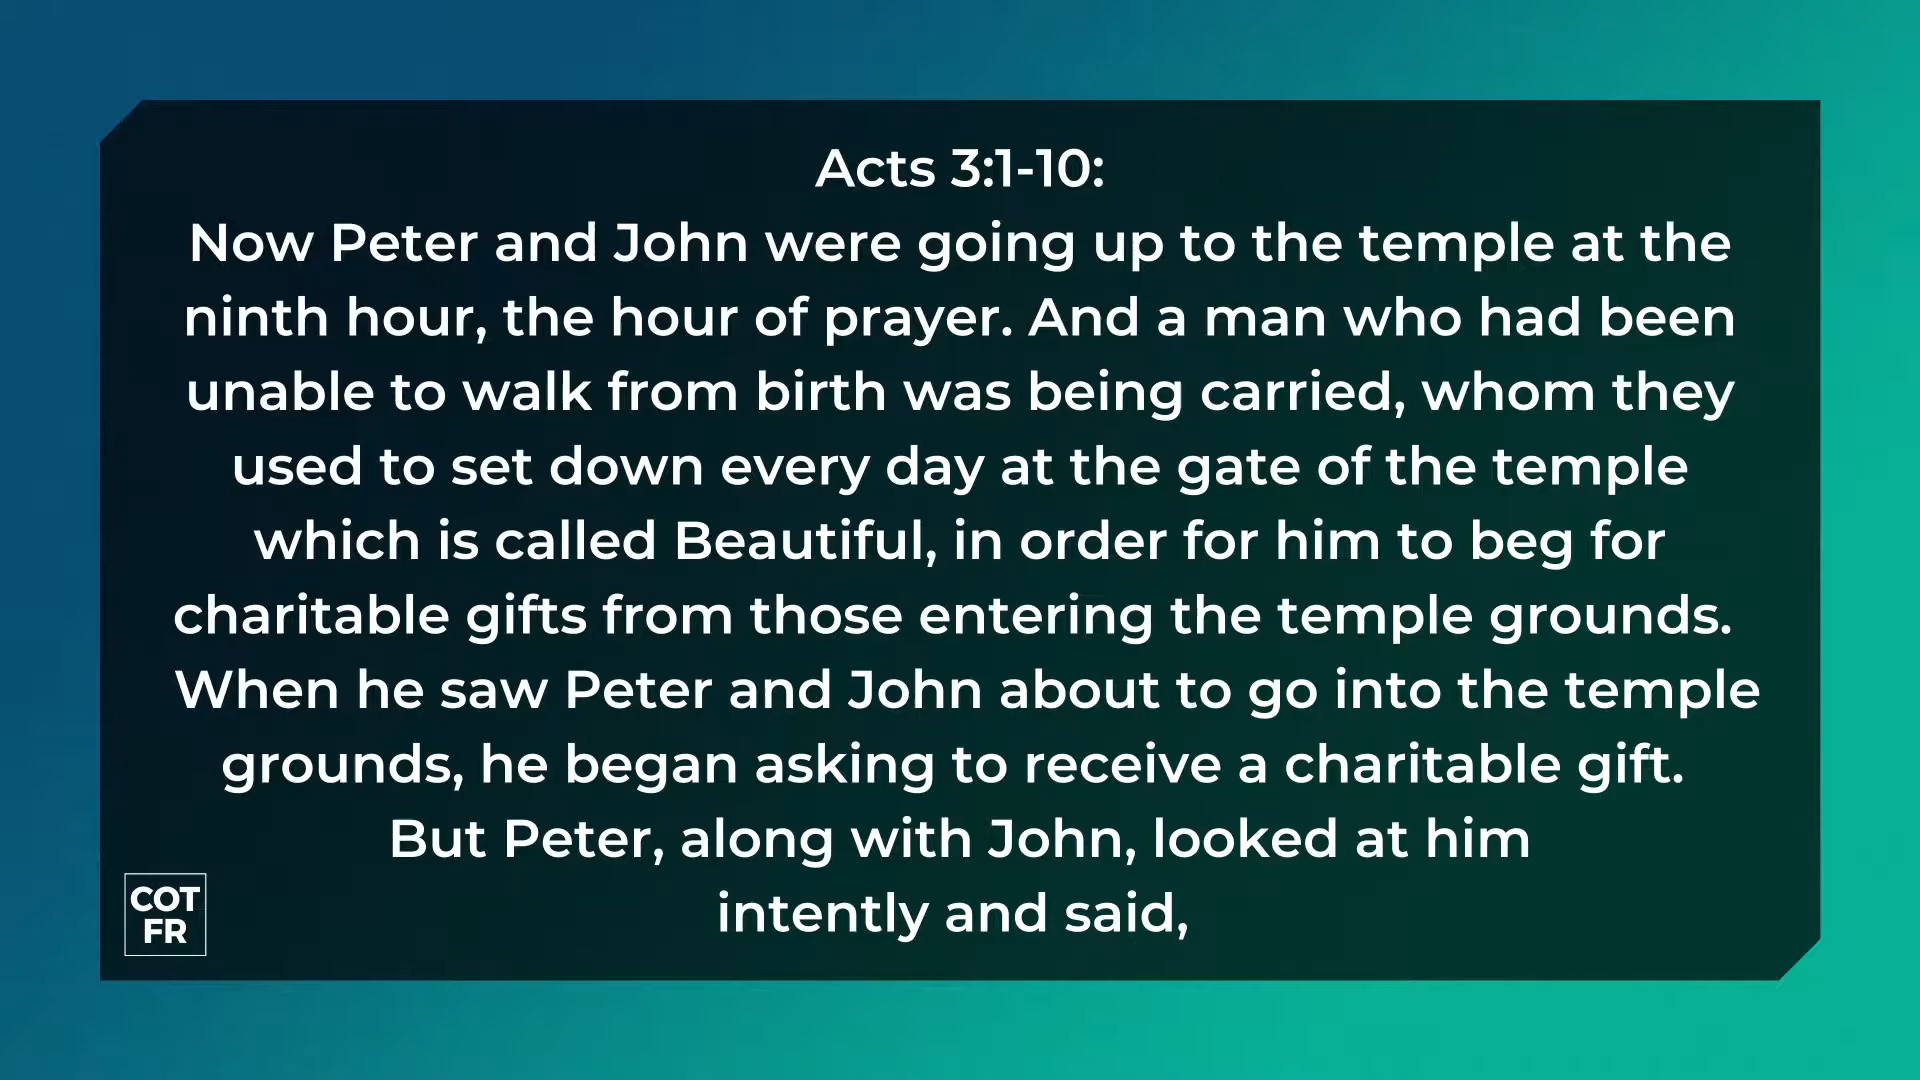 Acts 3:1-10:
Now Peter and John were going up to the temple at the
ninth hour, the hour of prayer. And a man who had been
unable to walk from birth was being carried, whom they
used to set down every day at the gate of the temple
which is called Beautiful, in order for him to beg for
charitable gifts from those entering the temple grounds.
When he saw Peter and John about to go into the temple
grounds, he began asking to receive a charitable gift.
But Peter, along with John, looked at him
intently and said,
COT
FR